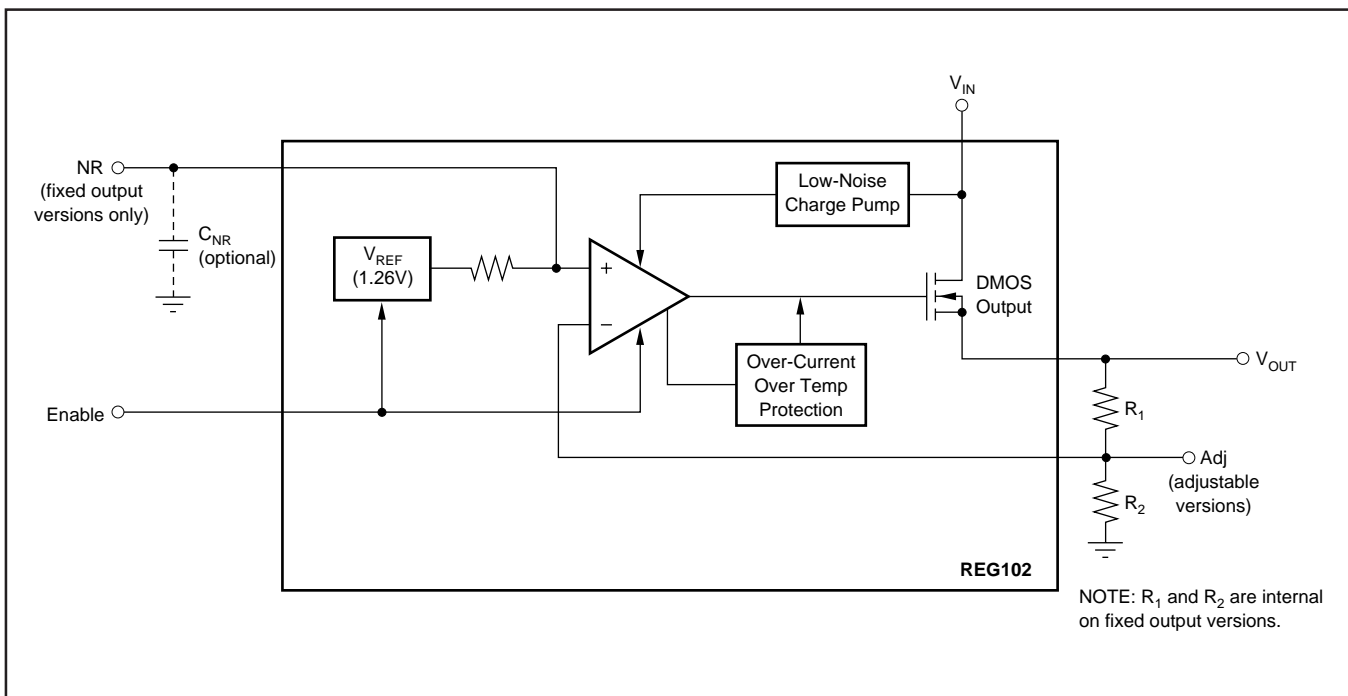 V_IN
NR
(fixed output
versions only)
C_NR
(optional)
Low-Noise
Charge Pump
V_REF
(1.26V)
+
–
DMOS
Output
Over-Current
Over Temp
Protection
V_OUT
R_1
Enable
Adj
(adjustable
versions)
R_2
REG102
NOTE: R_1 and R_2 are internal
on fixed output versions.